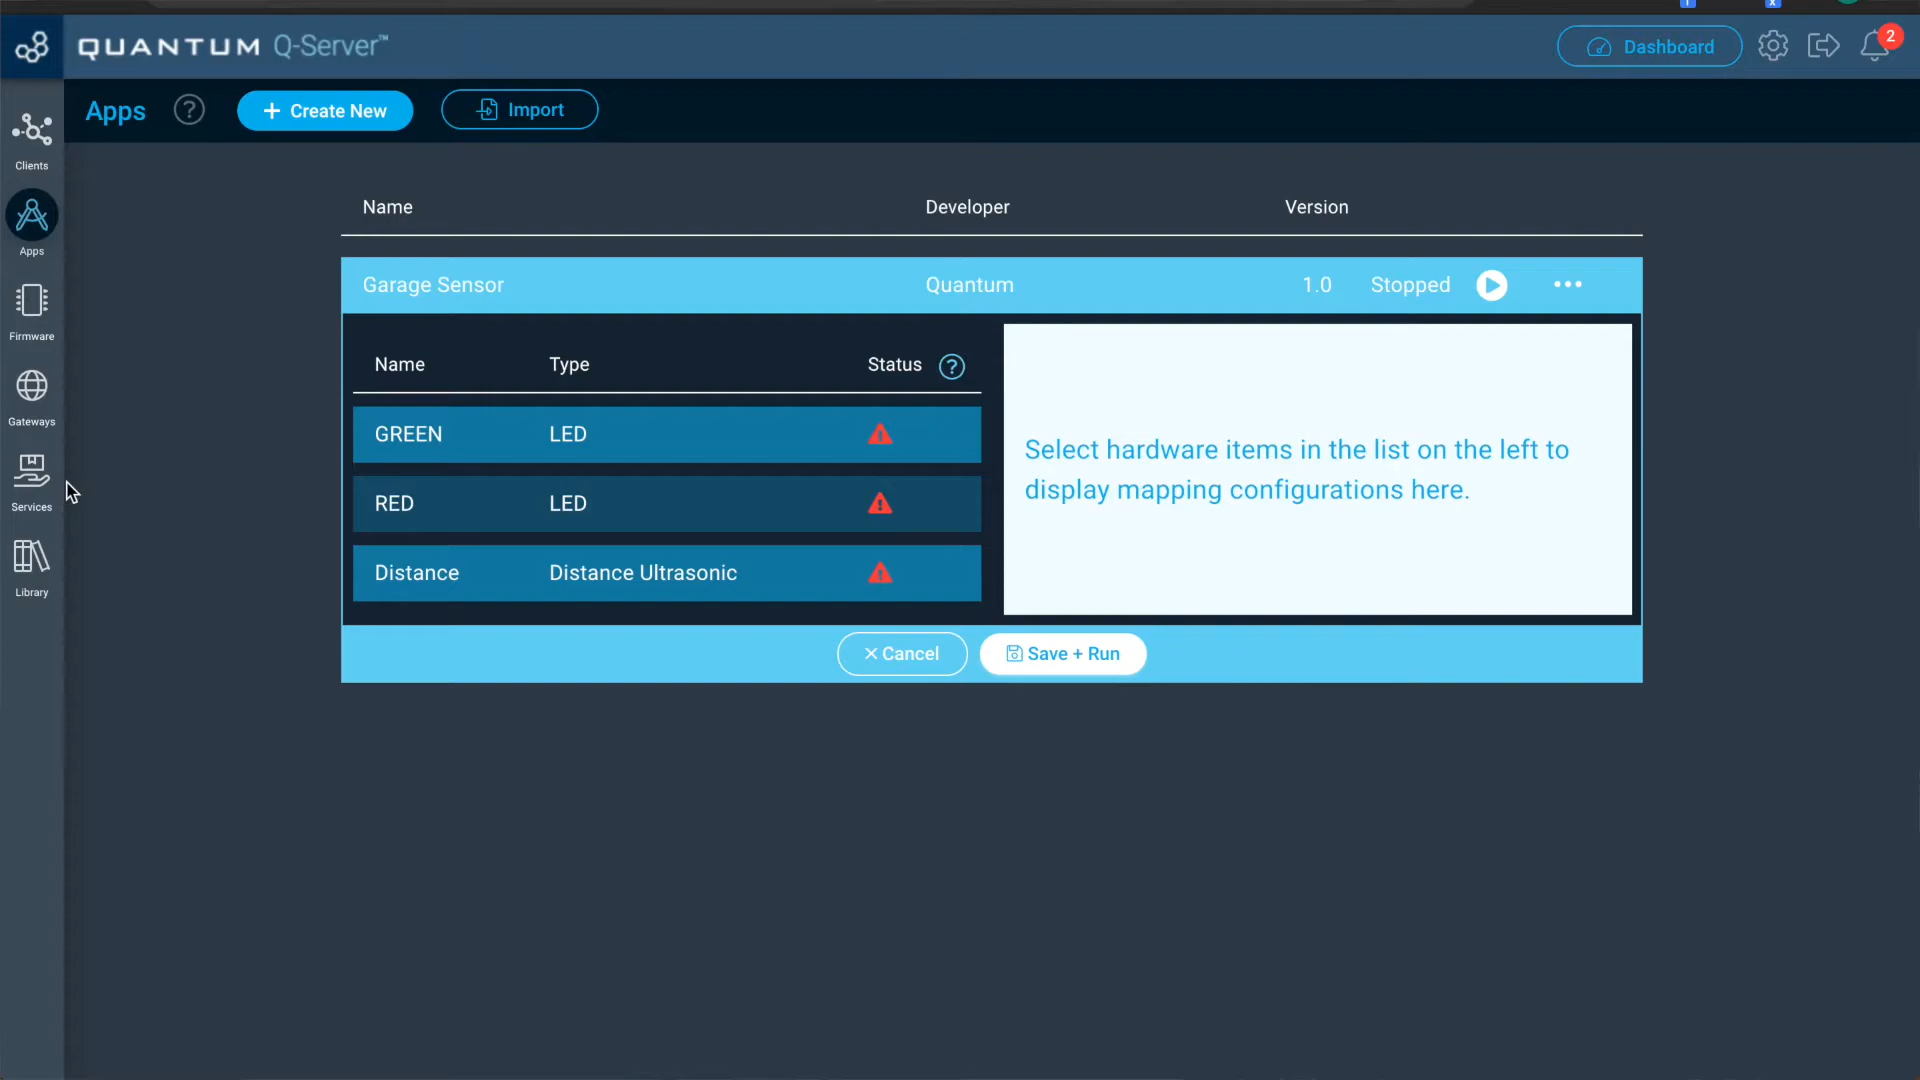 QUANTUM Q-Server™
Dashboard
2
Apps
?
+ Create New
Import
Clients
Apps
Firmware
Gateways
Services
Library
Name Developer Version
Garage Sensor Quantum 1.0 Stopped
Name Type Status ?
GREEN LED
RED LED
Distance Distance Ultrasonic
Select hardware items in the list on the left to
display mapping configurations here.
× Cancel
Save + Run